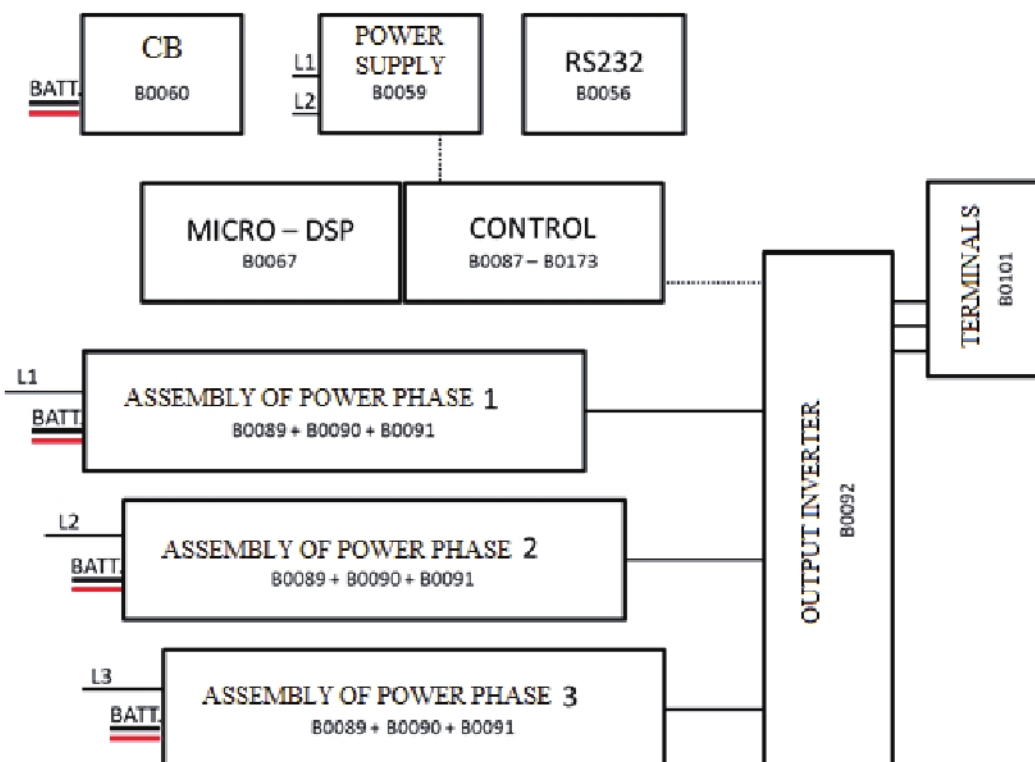 CB
B0060
BATT.
POWER
SUPPLY
B0059
L1
L2
RS232
B0056
MICRO – DSP
B0067
CONTROL
B0087 – B0173
TERMINALS
B0101
L1
BATT.
ASSEMBLY OF POWER PHASE 1
B0089 + B0090 + B0091
L2
BATT.
ASSEMBLY OF POWER PHASE 2
B0089 + B0090 + B0091
L3
BATT.
ASSEMBLY OF POWER PHASE 3
B0089 + B0090 + B0091
OUTPUT INVERTER
B0092